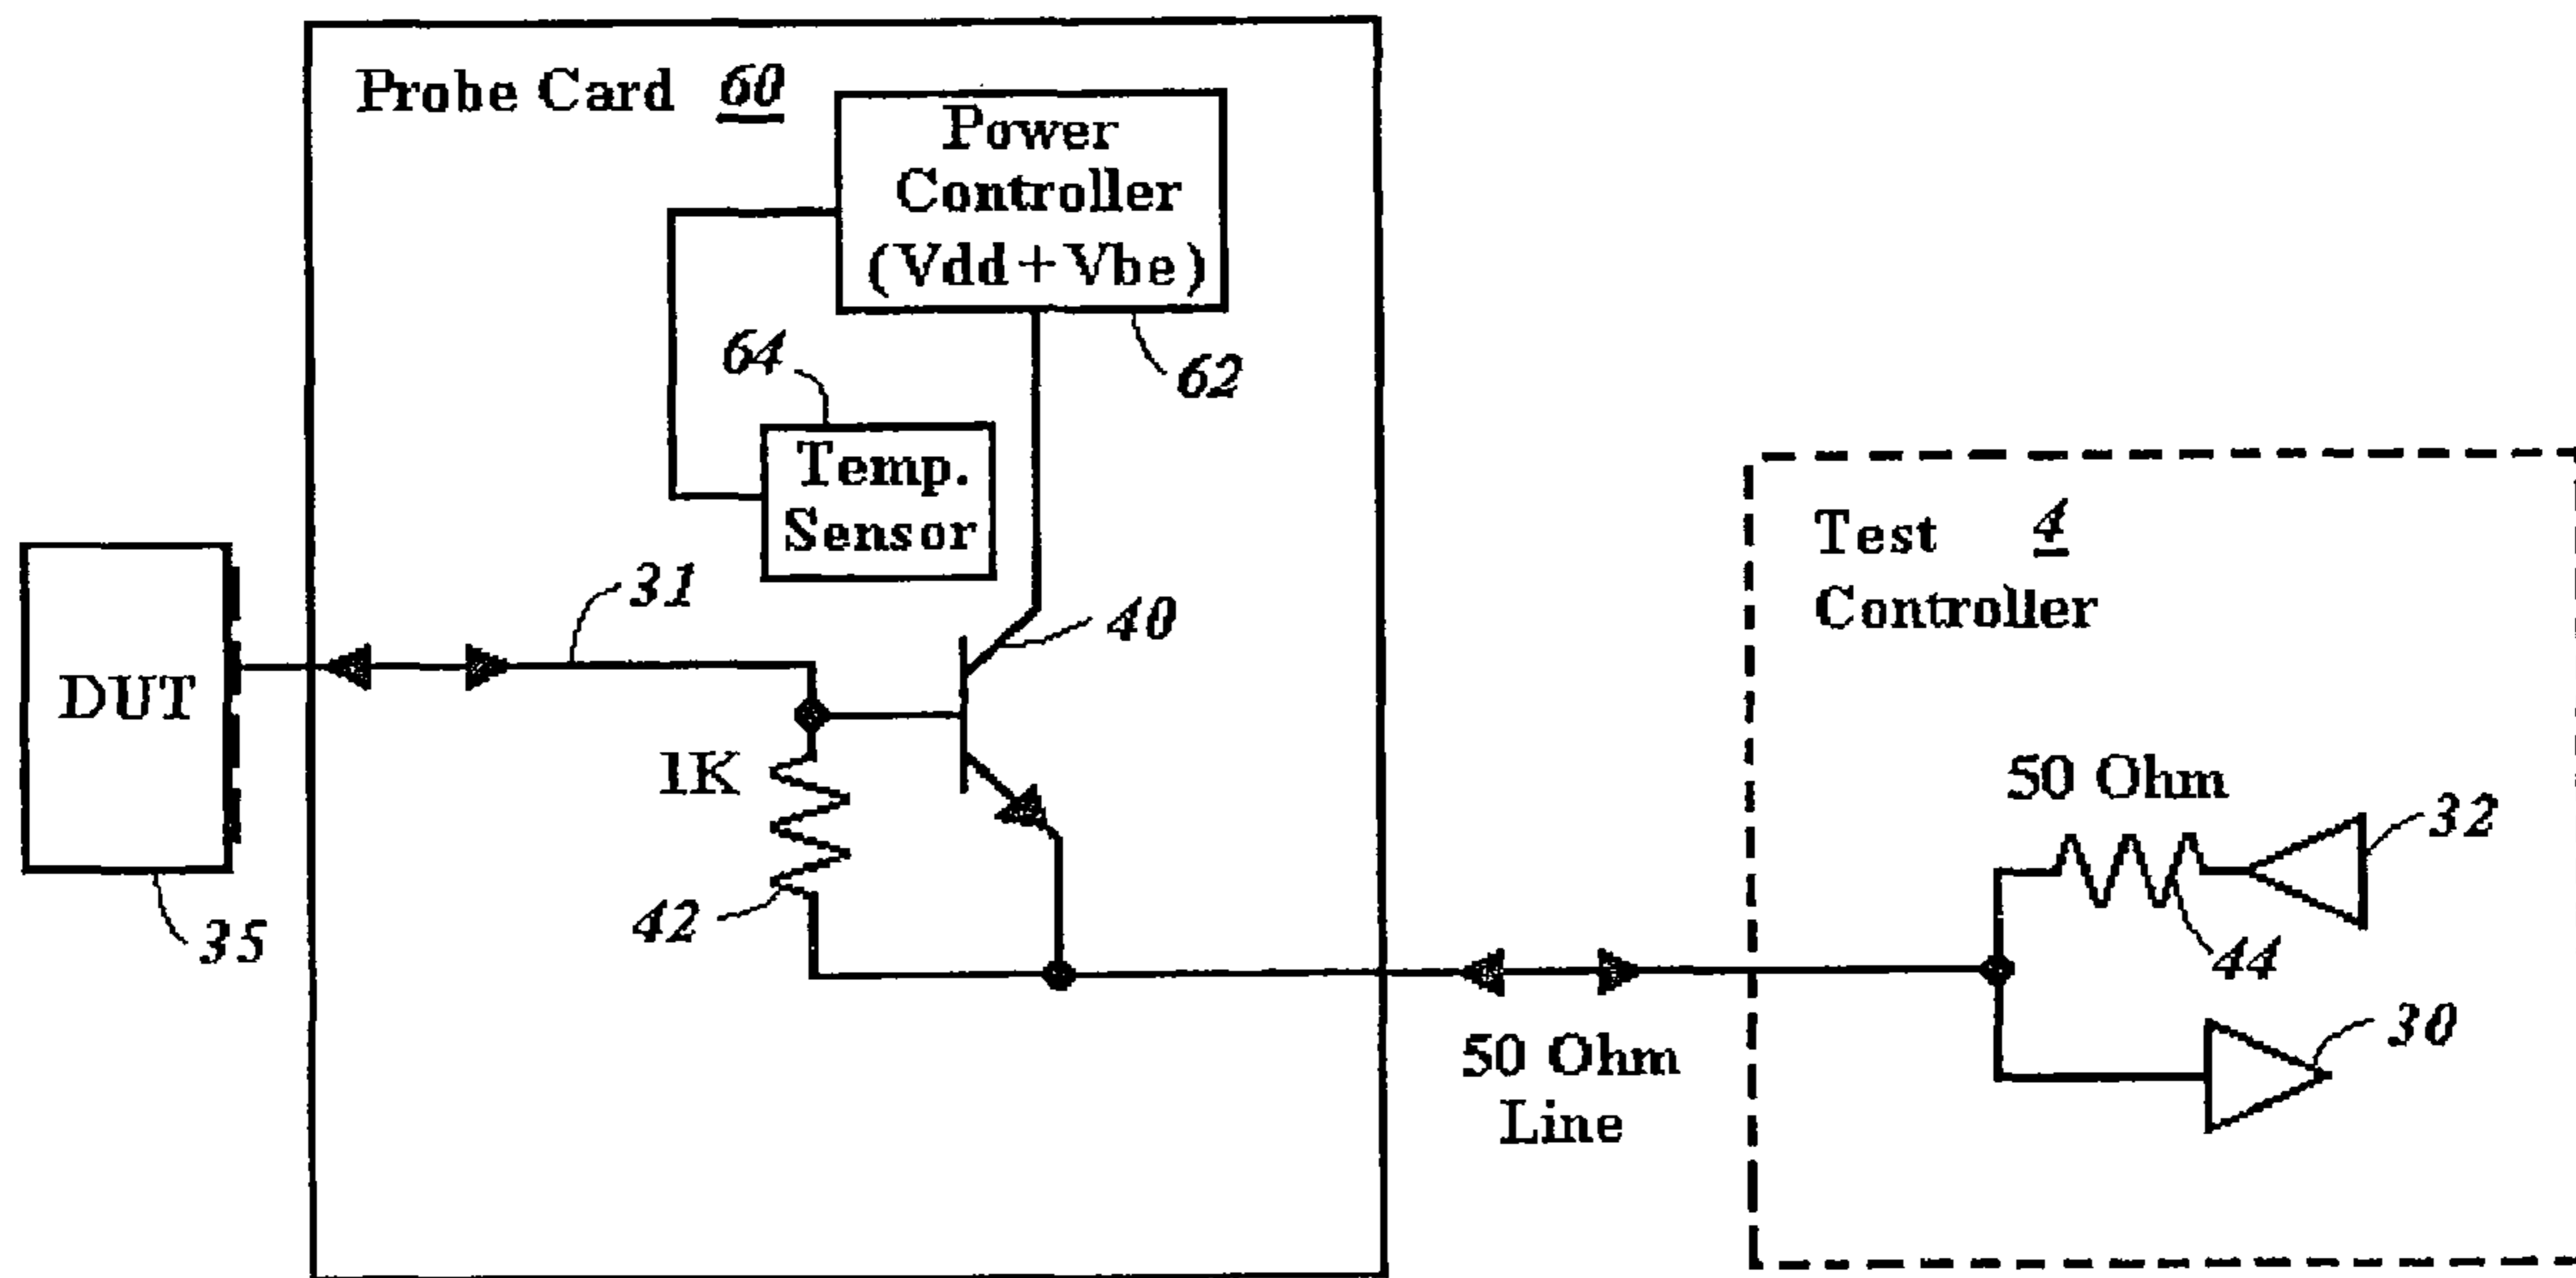 Probe Card 60
Power
Controller
(Vdd+Vbe)
62
64
Temp.
Sensor
31
40
DUT
35
1K
42
50 Ohm
Line
Test 4
Controller
50 Ohm
32
44
30